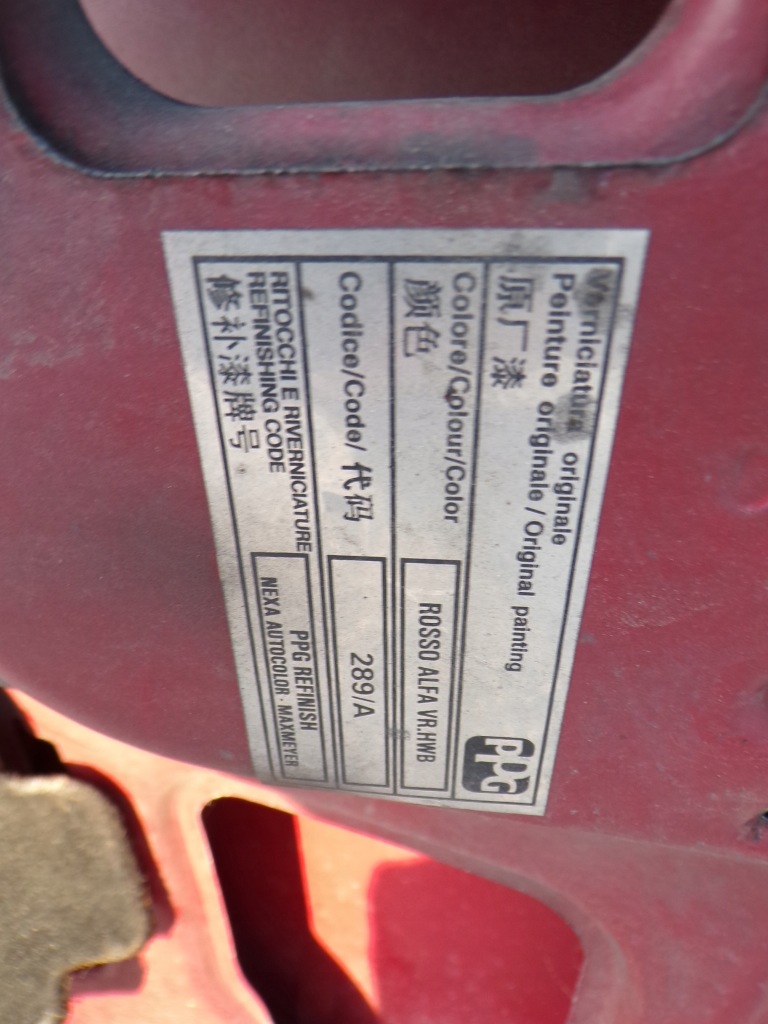 Verniciatura originale
Peinture originale / Original painting
原厂漆
PPG
Colore/Colour/Color
颜色
ROSSO ALFA VR.HWB
Codice/Code/ 代码
289/A
RITOCCHI E RIVERNICIATURE
REFINISHING CODE
修补漆牌号
PPG REFINISH
NEXA AUTOCOLOR - MAXMEYER